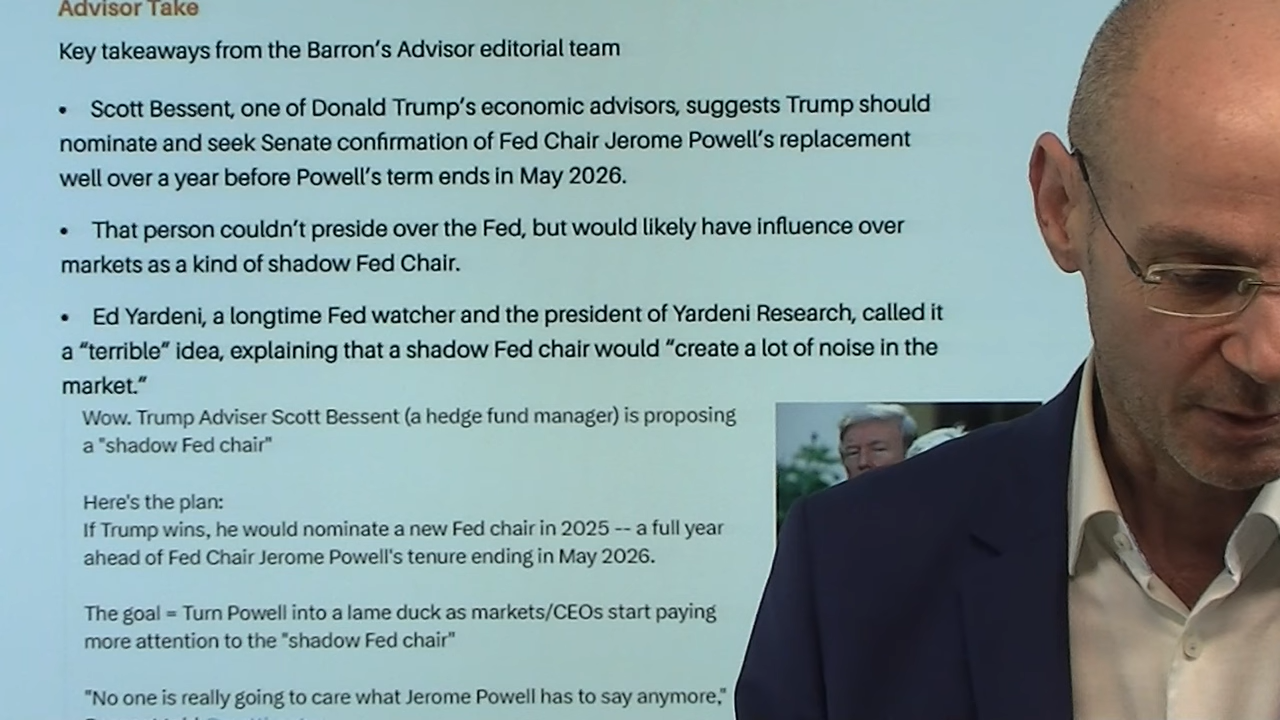 Advisor Take
Key takeaways from the Barron's Advisor editorial team
• Scott Bessent, one of Donald Trump's economic advisors, suggests Trump should
nominate and seek Senate confirmation of Fed Chair Jerome Powell's replacement
well over a year before Powell's term ends in May 2026.
• That person couldn't preside over the Fed, but would likely have influence over
markets as a kind of shadow Fed Chair.
• Ed Yardeni, a longtime Fed watcher and the president of Yardeni Research, called it
a “terrible” idea, explaining that a shadow Fed chair would “create a lot of noise in the
market.”
Wow. Trump Adviser Scott Bessent (a hedge fund manager) is proposing
a "shadow Fed chair"
Here's the plan:
If Trump wins, he would nominate a new Fed chair in 2025 -- a full year
ahead of Fed Chair Jerome Powell's tenure ending in May 2026.
The goal = Turn Powell into a lame duck as markets/CEOs start paying
more attention to the "shadow Fed chair"
"No one is really going to care what Jerome Powell has to say anymore,"